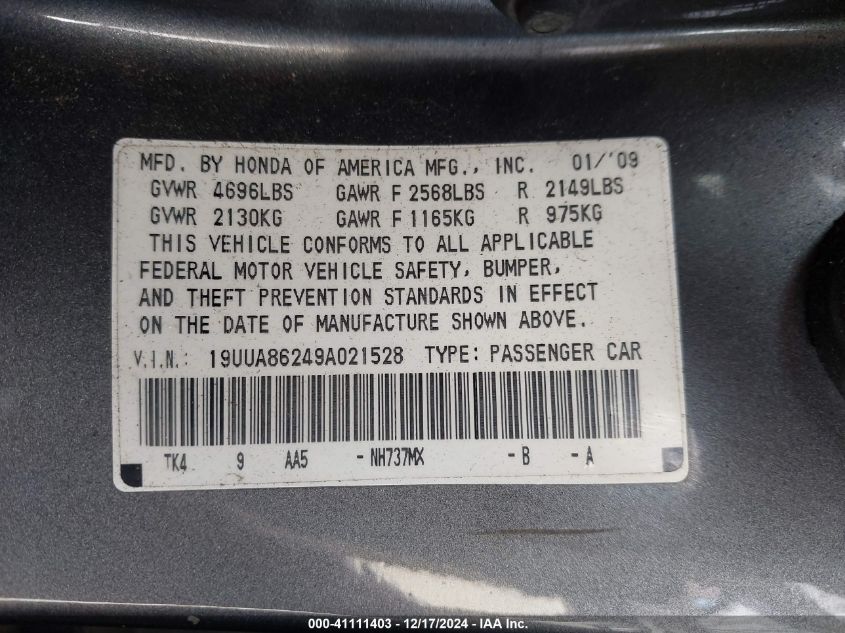 MFD. BY HONDA OF AMERICA MFG., INC. 01/'09
GVWR 4696LBS GAWR F 2568LBS R 2149LBS
GVWR 2130KG GAWR F 1165KG R 975KG
THIS VEHICLE CONFORMS TO ALL APPLICABLE
FEDERAL MOTOR VEHICLE SAFETY, BUMPER,
AND THEFT PREVENTION STANDARDS IN EFFECT
ON THE DATE OF MANUFACTURE SHOWN ABOVE.
V.I.N.: 19UUA86249A021528 TYPE: PASSENGER CAR
TK4 9 AA5 -NH737MX -B -A
000-41111403 - 12/17/2024 - IAA Inc.